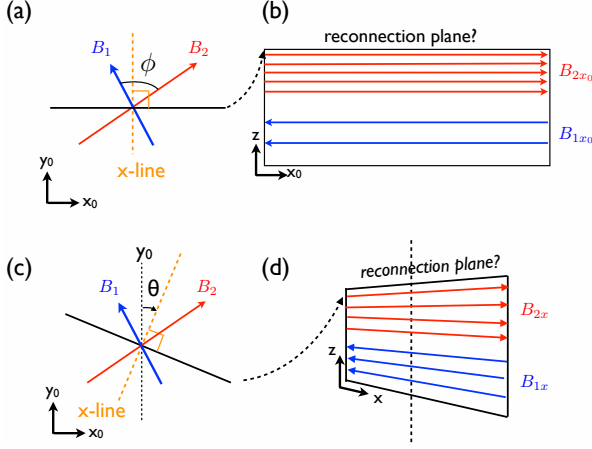 (a)
B₁
B₂
ϕ
x-line
y₀
x₀
(b)
reconnection plane?
B₂ₓ₀
B₁ₓ₀
z
x₀
(c)
y₀
θ
B₁
B₂
x-line
y₀
x₀
(d)
reconnection plane?
B₂ₓ
B₁ₓ
z
x